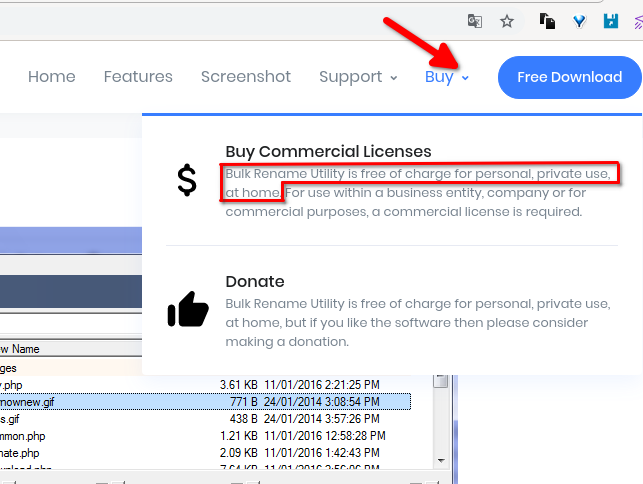 Home Features Screenshot Support Buy Free Download
Buy Commercial Licenses
Bulk Rename Utility is free of charge for personal, private use,
at home. For use within a business entity, company or for
commercial purposes, a commercial license is required.
Donate
Bulk Rename Utility is free of charge for personal, private use,
at home, but if you like the software then please consider
making a donation.
ew Name
ages
y.php 3.61 KB 11/01/2016 2:21:25 PM
nownew.gif 771 B 24/01/2014 3:08:54 PM
s.gif 438 B 24/01/2014 3:57:26 PM
mmon.php 1.21 KB 11/01/2016 12:58:28 PM
nate.php 2.09 KB 11/01/2016 1:42:43 PM